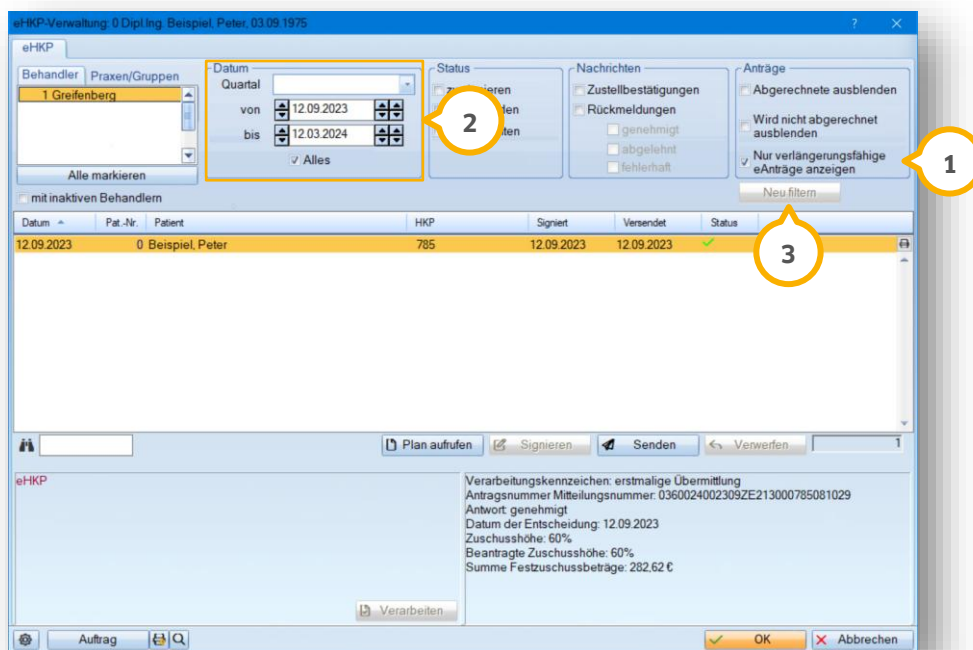 eHKP-Verwaltung: 0 Dipl.Ing. Beispiel, Peter, 03.09.1975
eHKP
Behandler Praxen/Gruppen
1 Greifenberg
Alle markieren
mit inaktiven Behandlern
Datum
Quartal
von 12.09.2023
bis 12.03.2024
Alles
2
Status
Nachrichten
Zustellbestätigungen
Rückmeldungen
genehmigt
abgelehnt
fehlerhaft
Anträge
Abgerechnete ausblenden
Wird nicht abgerechnet
ausblenden
Nur verlängerungsfähige
eAnträge anzeigen
1
Neu filtern
3
Datum Pat.-Nr. Patient HKP Signiert Versendet Status
12.09.2023 0 Beispiel, Peter 785 12.09.2023 12.09.2023
Plan aufrufen Signieren Senden Verwerfen 1
eHKP
Verarbeiten
Verarbeitungskennzeichen: erstmalige Übermittlung
Antragsnummer Mitteilungsnummer: 0360024002309ZE213000785081029
Antwort: genehmigt
Datum der Entscheidung: 12.09.2023
Zuschusshöhe: 60%
Beantragte Zuschusshöhe: 60%
Summe Festzuschussbeträge: 282,62 €
Auftrag OK Abbrechen